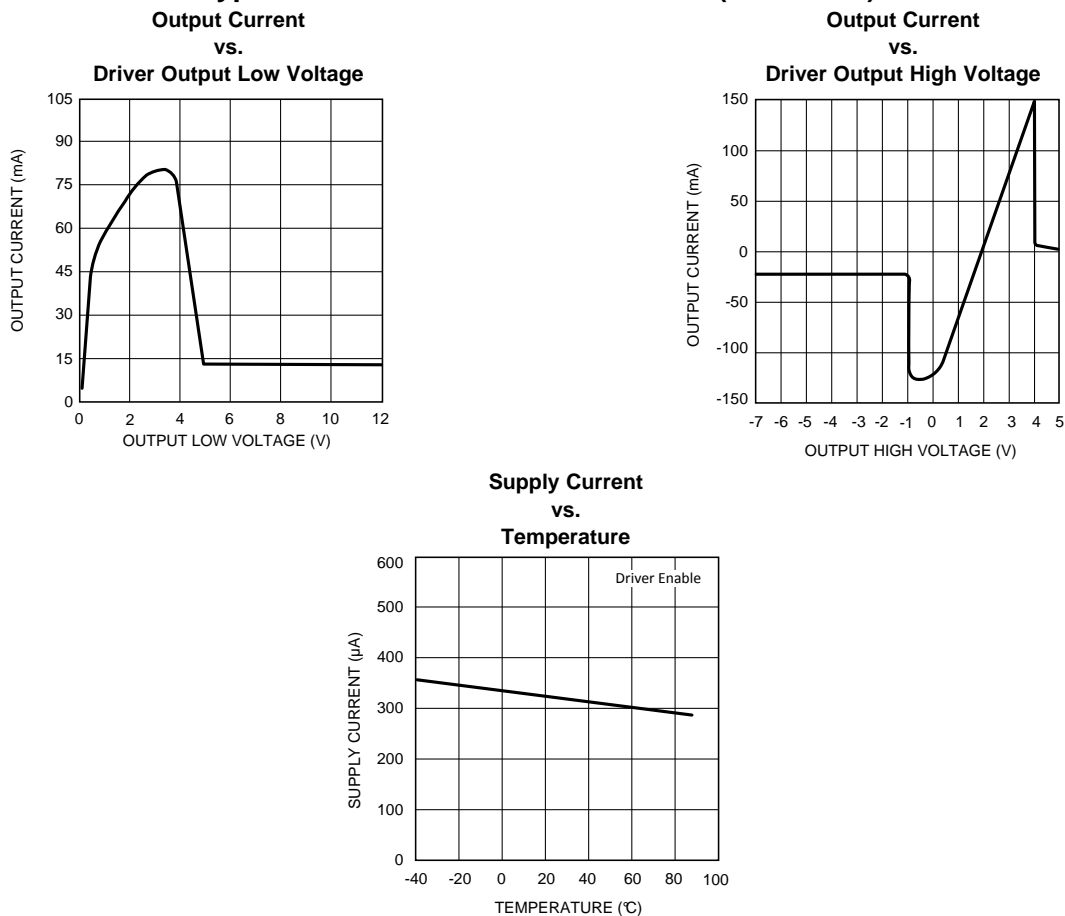 Output Current
vs.
Driver Output Low Voltage
105
90
75
60
45
30
15
0
0 2 4 6 8 10 12
OUTPUT CURRENT (mA)
OUTPUT LOW VOLTAGE (V)
Output Current
vs.
Driver Output High Voltage
150
100
50
0
-50
-100
-150
-7 -6 -5 -4 -3 -2 -1 0 1 2 3 4 5
OUTPUT CURRENT (mA)
OUTPUT HIGH VOLTAGE (V)
Supply Current
vs.
Temperature
600
500
400
300
200
100
0
-40 -20 0 20 40 60 80 100
Driver Enable
SUPPLY CURRENT (µA)
TEMPERATURE (°C)